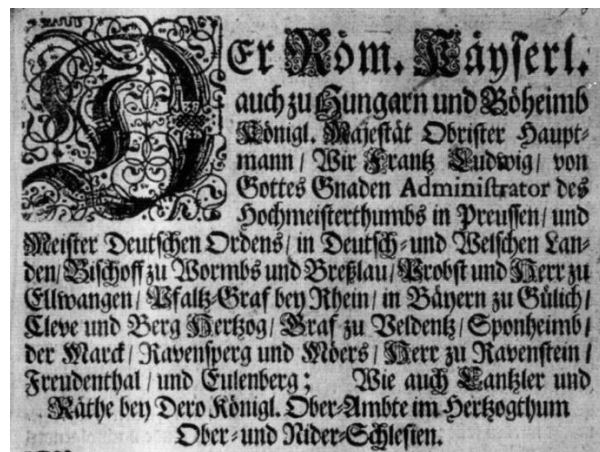 DEr Röm. Käyserl.
auch zu Hungarn und Böheimb
Königl. Majestät Obrister Haupt-
mann / Wir Frantz Ludwig / von
Gottes Gnaden Administrator des
Hochmeisterthumbs in Preussen / und
Meister Deutschen Ordens / in Deutsch- und Welschen Lan-
den / Bischoff zu Wormbs und Breßlau / Probst und Herr zu
Ellwangen / Pfaltz-Graf bey Rhein / in Bäyern zu Gülich /
Cleve und Berg Hertzog / Graf zu Veldentz / Sponheimb /
der Marck / Ravensperg und Möers / Herr zu Ravenstein /
Freudenthal / und Eulenberg; Wie auch Cantzler und
Räthe bey Dero Königl. Ober-Ambte im Hertzogthum
Ober- und Nider-Schlesien.